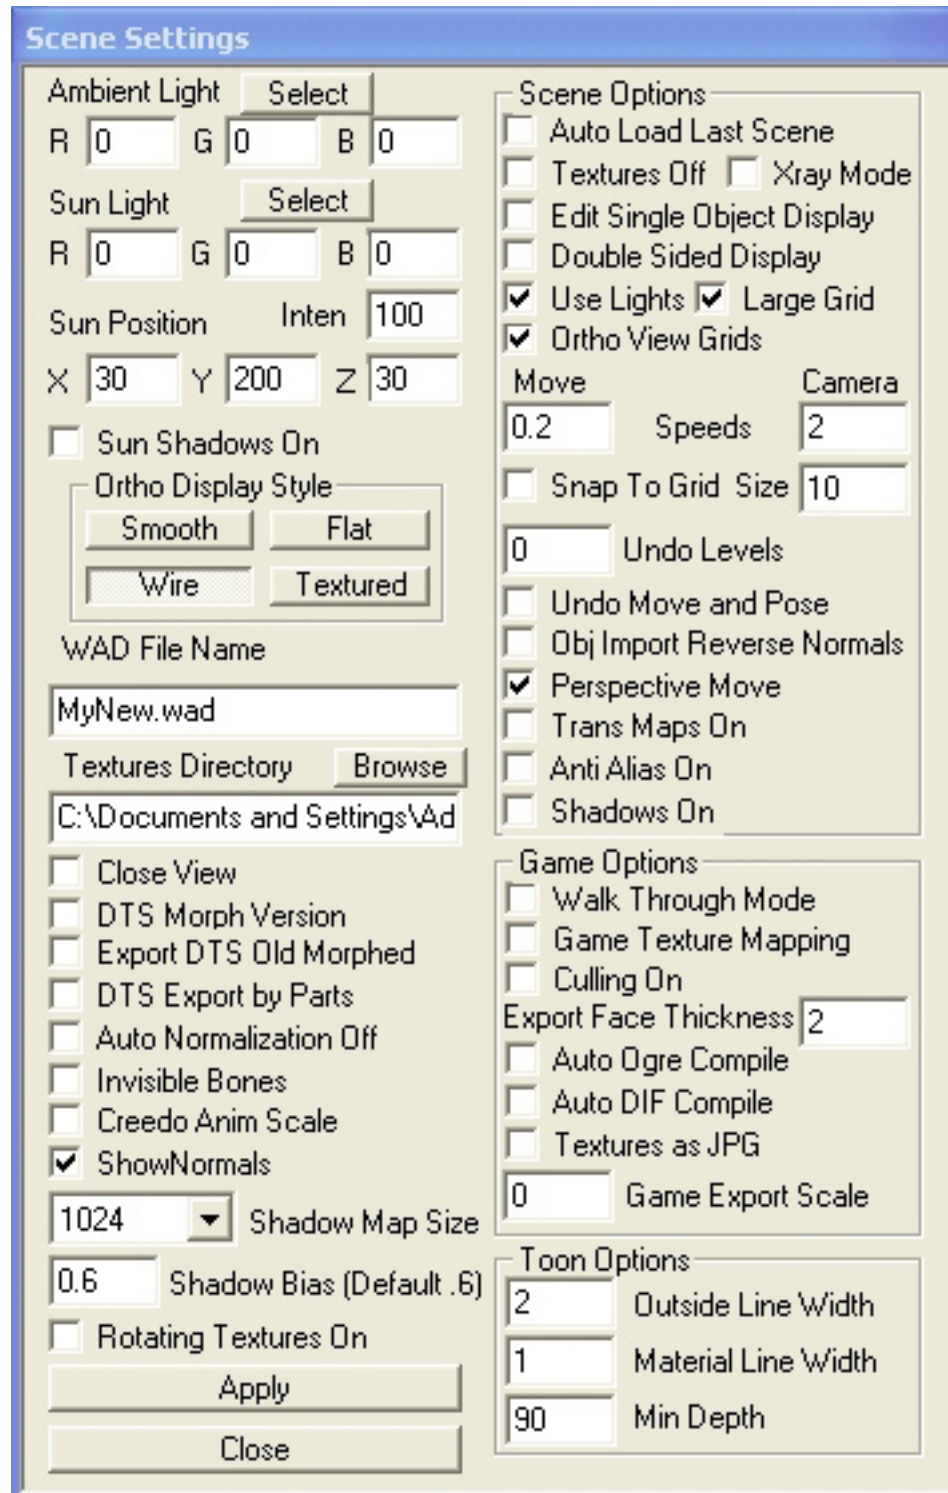 Scene Settings
Ambient Light Select
R 0 G 0 B 0
Sun Light Select
R 0 G 0 B 0
Sun Position Inten 100
X 30 Y 200 Z 30
Sun Shadows On
Ortho Display Style
Smooth Flat
Wire Textured
WAD File Name
MyNew.wad
Textures Directory Browse
C:\Documents and Settings\Ad
Close View
DTS Morph Version
Export DTS Old Morphed
DTS Export by Parts
Auto Normalization Off
Invisible Bones
Creedo Anim Scale
ShowNormals
1024 Shadow Map Size
0.6 Shadow Bias (Default .6)
Rotating Textures On
Apply
Close
Scene Options
Auto Load Last Scene
Textures Off Xray Mode
Edit Single Object Display
Double Sided Display
Use Lights Large Grid
Ortho View Grids
Move Camera
0.2 Speeds 2
Snap To Grid Size 10
0 Undo Levels
Undo Move and Pose
Obj Import Reverse Normals
Perspective Move
Trans Maps On
Anti Alias On
Shadows On
Game Options
Walk Through Mode
Game Texture Mapping
Culling On
Export Face Thickness 2
Auto Ogre Compile
Auto DIF Compile
Textures as JPG
0 Game Export Scale
Toon Options
2 Outside Line Width
1 Material Line Width
90 Min Depth